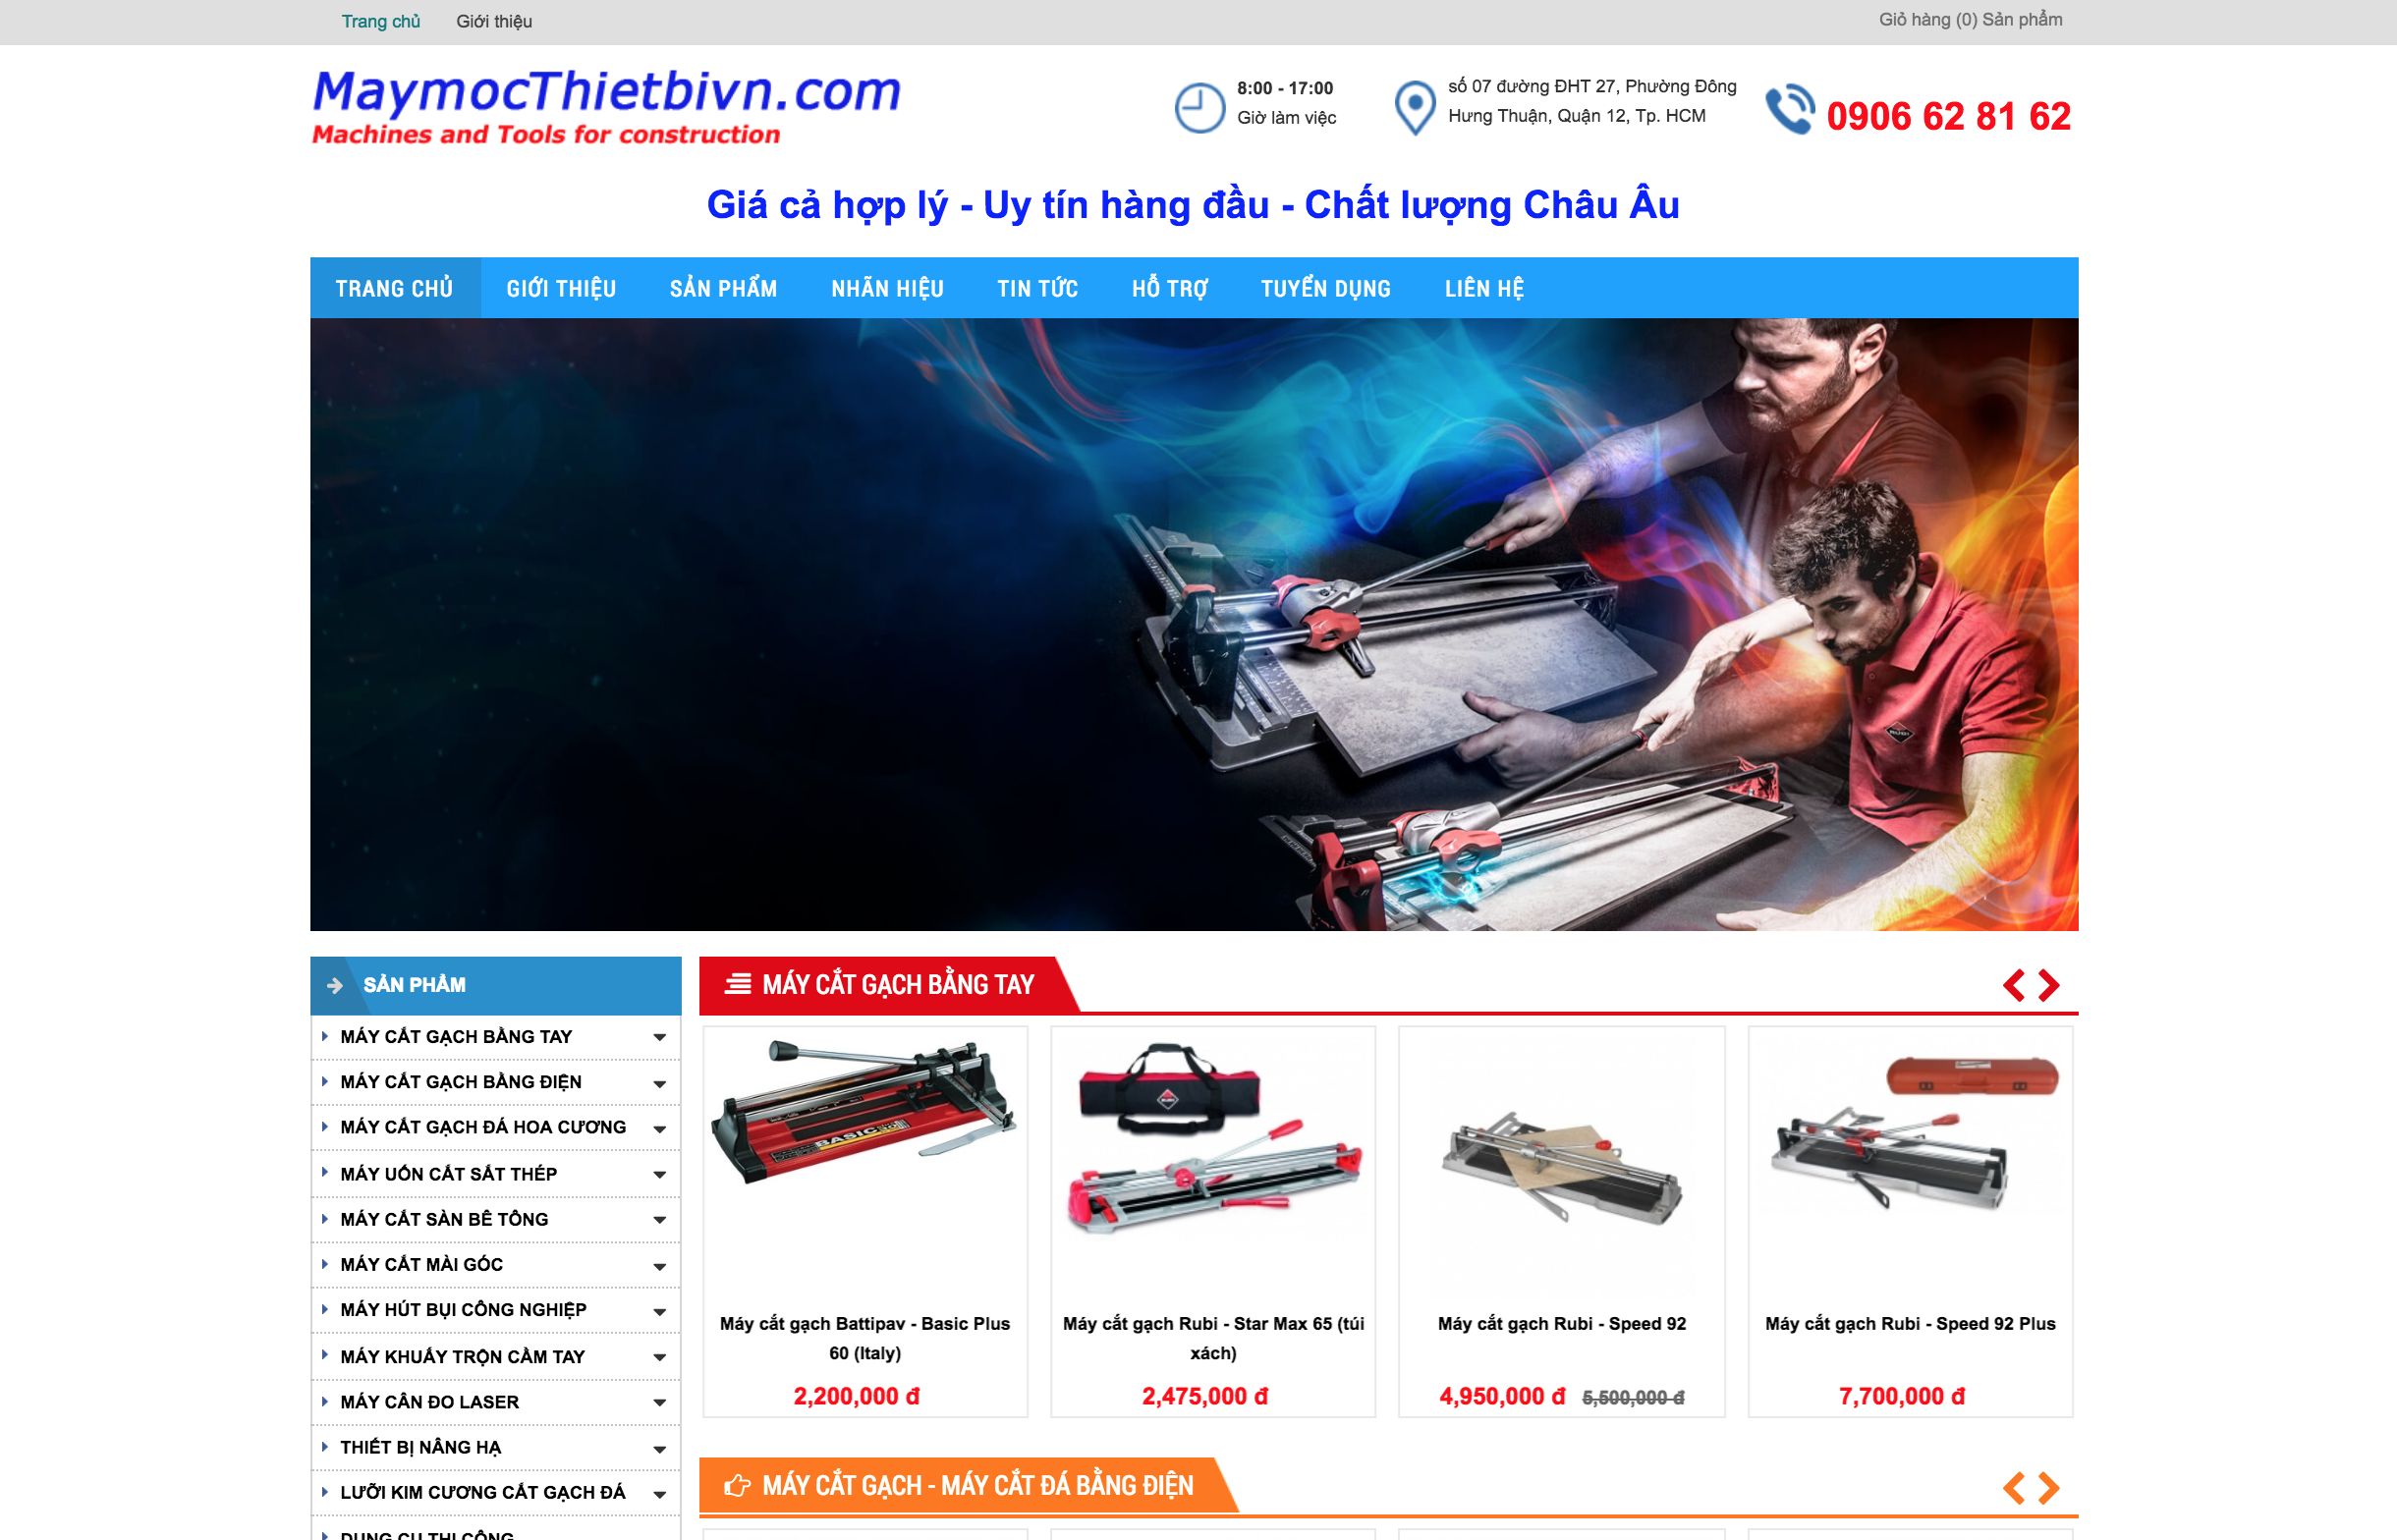 Trang chủ
Giới thiệu
Giỏ hàng (0) Sản phẩm
MaymocThietbivn.com
Machines and Tools for construction
8:00 - 17:00
Giờ làm việc
số 07 đường ĐHT 27, Phường Đông
Hưng Thuận, Quận 12, Tp. HCM
0906 62 81 62
Giá cả hợp lý - Uy tín hàng đầu - Chất lượng Châu Âu
TRANG CHỦ
GIỚI THIỆU
SẢN PHẨM
NHÃN HIỆU
TIN TỨC
HỖ TRỢ
TUYỂN DỤNG
LIÊN HỆ
RUBI
SẢN PHẨM
MÁY CẮT GẠCH BẰNG TAY
MÁY CẮT GẠCH BẰNG ĐIỆN
MÁY CẮT GẠCH ĐÁ HOA CƯƠNG
MÁY UỐN CẮT SẮT THÉP
MÁY CẮT SÀN BÊ TÔNG
MÁY CẮT MÀI GÓC
MÁY HÚT BỤI CÔNG NGHIỆP
MÁY KHUẤY TRỘN CẦM TAY
MÁY CÂN ĐO LASER
THIẾT BỊ NÂNG HẠ
LƯỠI KIM CƯƠNG CẮT GẠCH ĐÁ
DỤNG CỤ THI CÔNG
MÁY CẮT GẠCH BẰNG TAY
BASIC
Máy cắt gạch Battipav - Basic Plus
60 (Italy)
2,200,000 đ
Máy cắt gạch Rubi - Star Max 65 (túi
xách)
2,475,000 đ
Máy cắt gạch Rubi - Speed 92
4,950,000 đ 5,500,000 đ
Máy cắt gạch Rubi - Speed 92 Plus
7,700,000 đ
MÁY CẮT GẠCH - MÁY CẮT ĐÁ BẰNG ĐIỆN